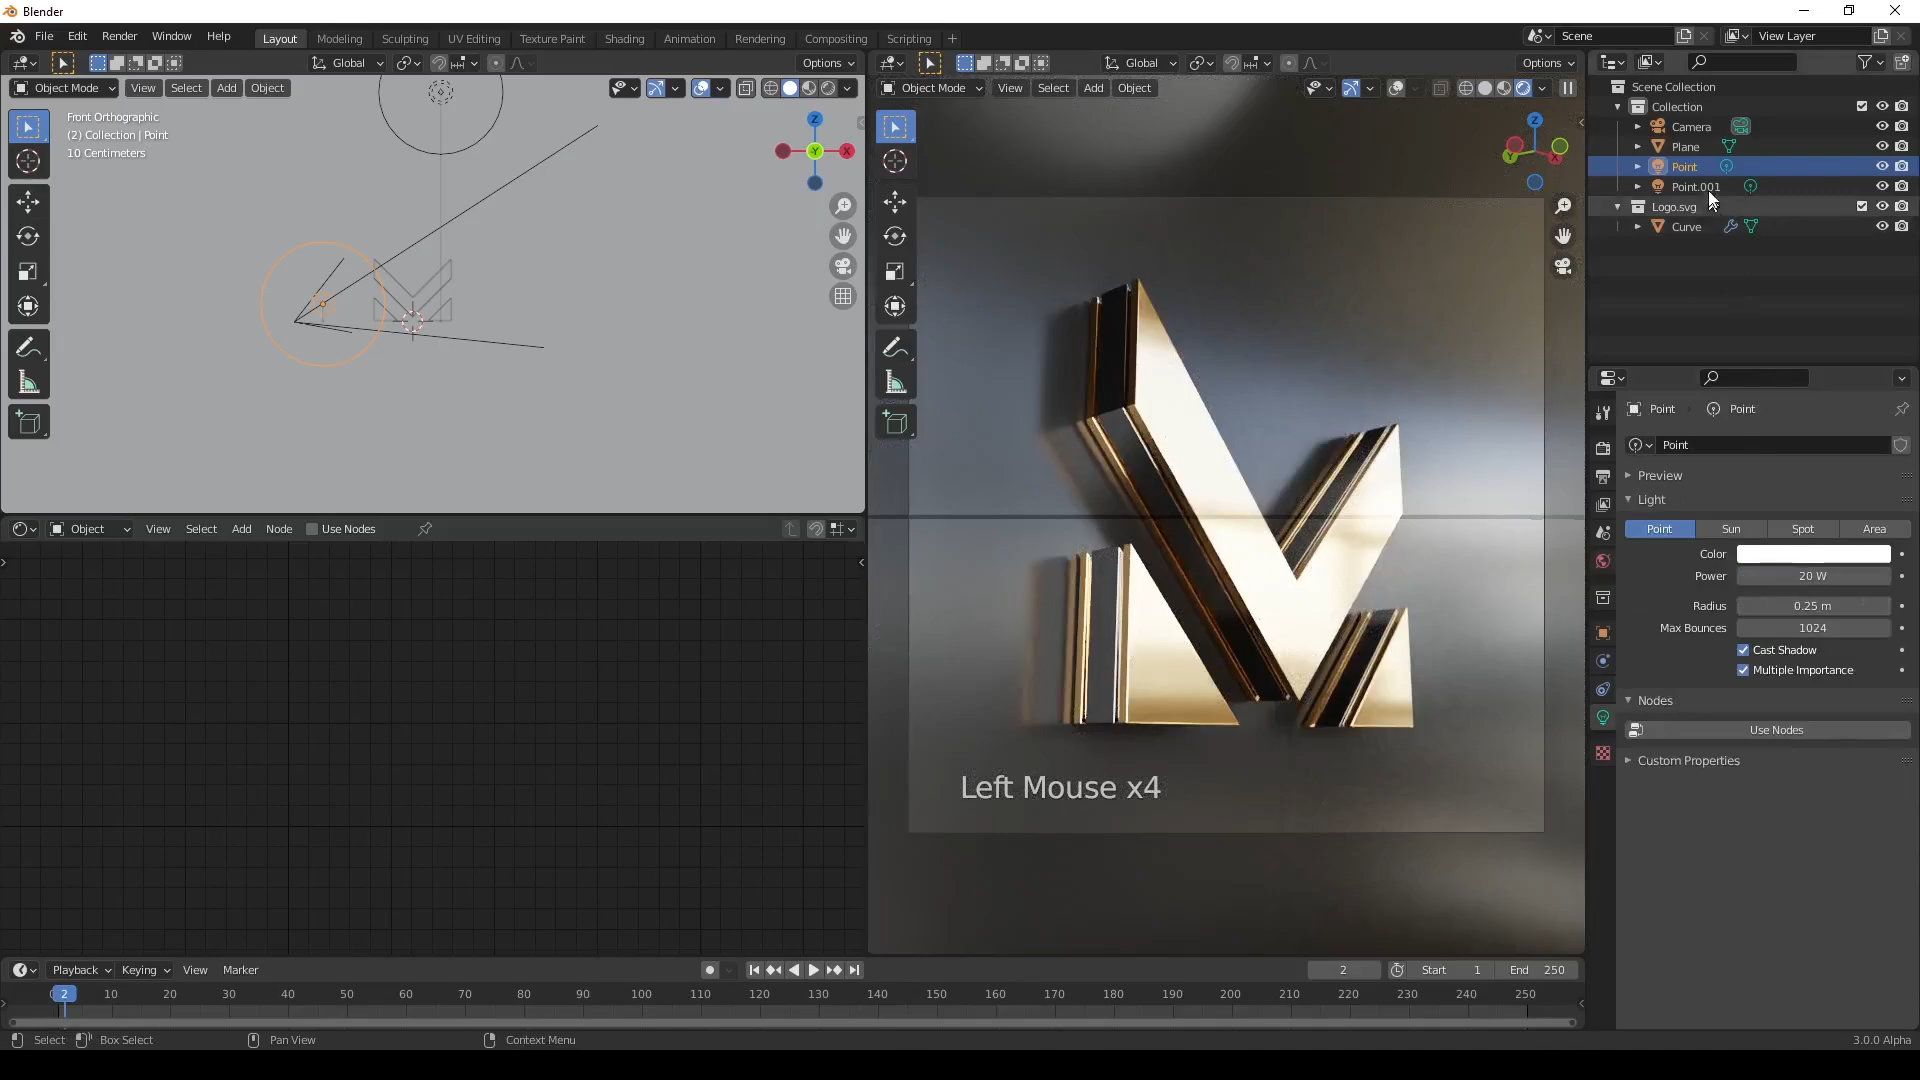 Blender
File Edit Render Window Help
Layout Modeling Sculpting UV Editing Texture Paint Shading Animation Rendering Compositing Scripting +
Scene
View Layer
Global
Options
Object Mode View Select Add Object
Front Orthographic
(2) Collection | Point
10 Centimeters
Z
X
Y
Object View Select Add Node Use Nodes
Global
Options
Object Mode View Select Add Object
Z
Y
X
Left Mouse x4
Scene Collection
Collection
Camera
Plane
Point
Point.001
Logo.svg
Curve
Point Point
Point
Preview
Light
Point Sun Spot Area
Color
Power 20 W
Radius 0.25 m
Max Bounces 1024
Cast Shadow
Multiple Importance
Nodes
Use Nodes
Custom Properties
Playback Keying View Marker
2 Start 1 End 250
2 10 20 30 40 50 60 70 80 90 100 110 120 130 140 150 160 170 180 190 200 210 220 230 240 250
Select Box Select Pan View Context Menu 3.0.0 Alpha